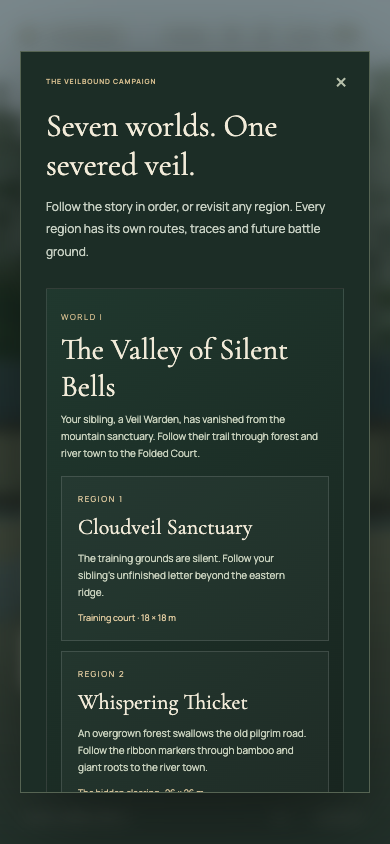 THE VEILBOUND CAMPAIGN
Seven worlds. One
severed veil.
Follow the story in order, or revisit any region. Every
region has its own routes, traces and future battle
ground.
WORLD I
The Valley of Silent
Bells
Your sibling, a Veil Warden, has vanished from the
mountain sanctuary. Follow their trail through forest and
river town to the Folded Court.
REGION 1
Cloudveil Sanctuary
The training grounds are silent. Follow your
sibling's unfinished letter beyond the eastern
ridge.
Training court · 18 × 18 m
REGION 2
Whispering Thicket
An overgrown forest swallows the old pilgrim road.
Follow the ribbon markers through bamboo and
giant roots to the river town.
The hidden clearing